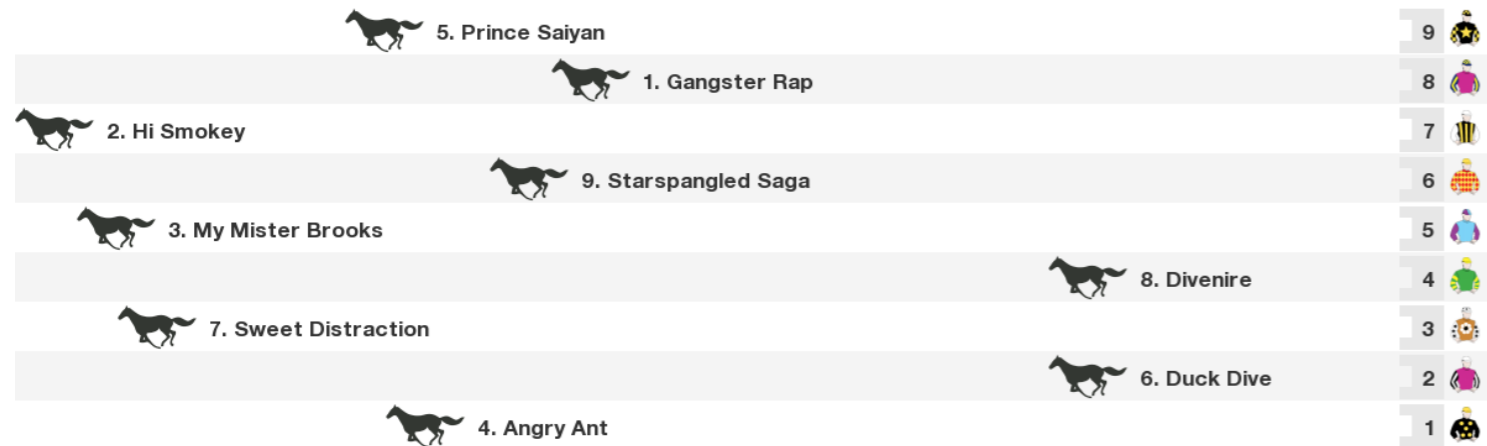 5. Prince Saiyan 9
1. Gangster Rap 8
2. Hi Smokey 7
9. Starspangled Saga 6
3. My Mister Brooks 5
8. Divenire 4
7. Sweet Distraction 3
6. Duck Dive 2
4. Angry Ant 1